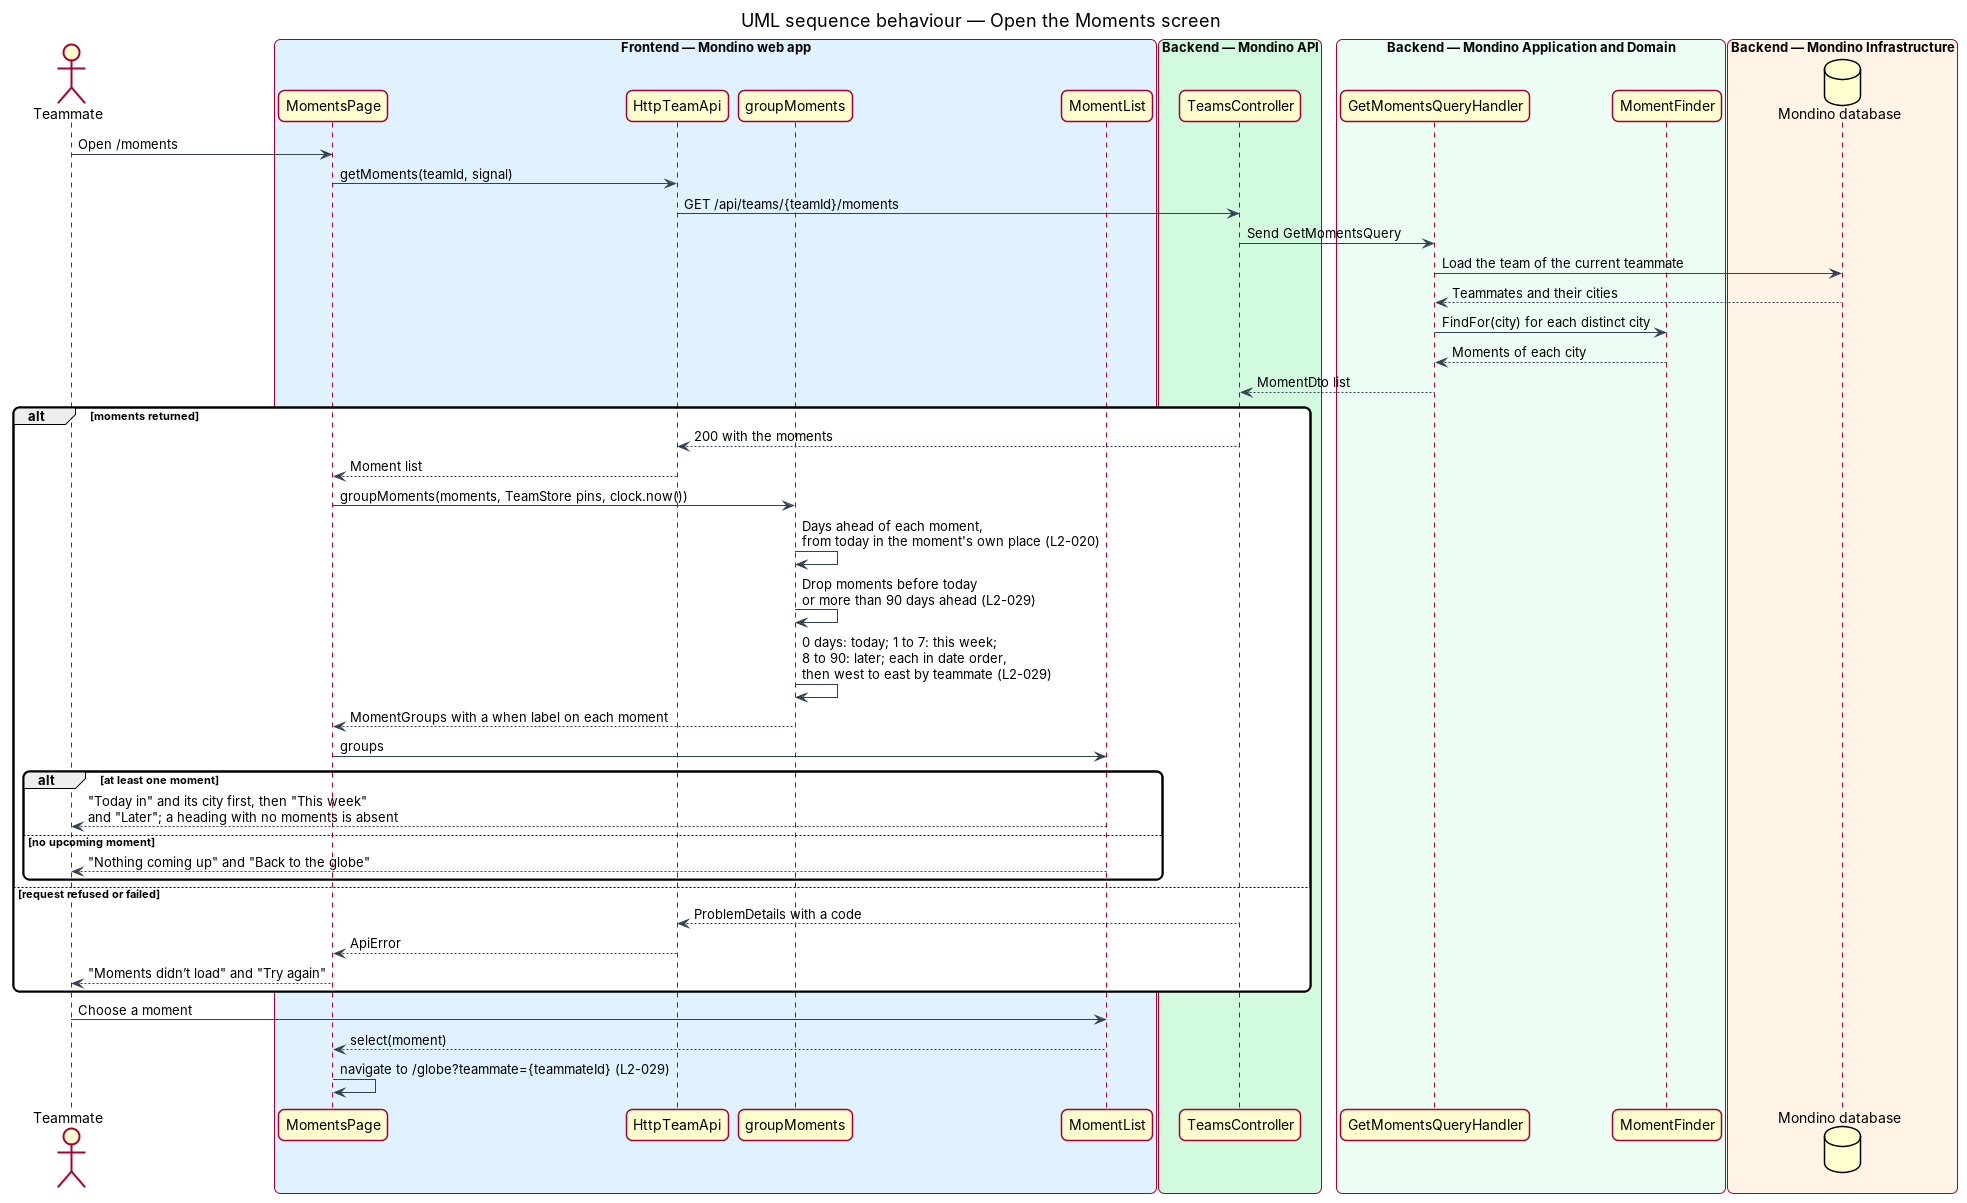 UML sequence behaviour — Open the Moments screen
Frontend — Mondino web app
Backend — Mondino API
Backend — Mondino Application and Domain
Backend — Mondino Infrastructure
Teammate
MomentsPage
HttpTeamApi
groupMoments
MomentList
TeamsController
GetMomentsQueryHandler
MomentFinder
Mondino database
Open /moments
getMoments(teamId, signal)
GET /api/teams/{teamId}/moments
Send GetMomentsQuery
Load the team of the current teammate
Teammates and their cities
FindFor(city) for each distinct city
Moments of each city
MomentDto list
alt
[moments returned]
200 with the moments
Moment list
groupMoments(moments, TeamStore pins, clock.now())
Days ahead of each moment,
from today in the moment's own place (L2-020)
Drop moments before today
or more than 90 days ahead (L2-029)
0 days: today; 1 to 7: this week;
8 to 90: later; each in date order,
then west to east by teammate (L2-029)
MomentGroups with a when label on each moment
groups
alt
[at least one moment]
"Today in" and its city first, then "This week"
and "Later"; a heading with no moments is absent
[no upcoming moment]
"Nothing coming up" and "Back to the globe"
[request refused or failed]
ProblemDetails with a code
ApiError
"Moments didn't load" and "Try again"
Choose a moment
select(moment)
navigate to /globe?teammate={teammateId} (L2-029)
Teammate
MomentsPage
HttpTeamApi
groupMoments
MomentList
TeamsController
GetMomentsQueryHandler
MomentFinder
Mondino database